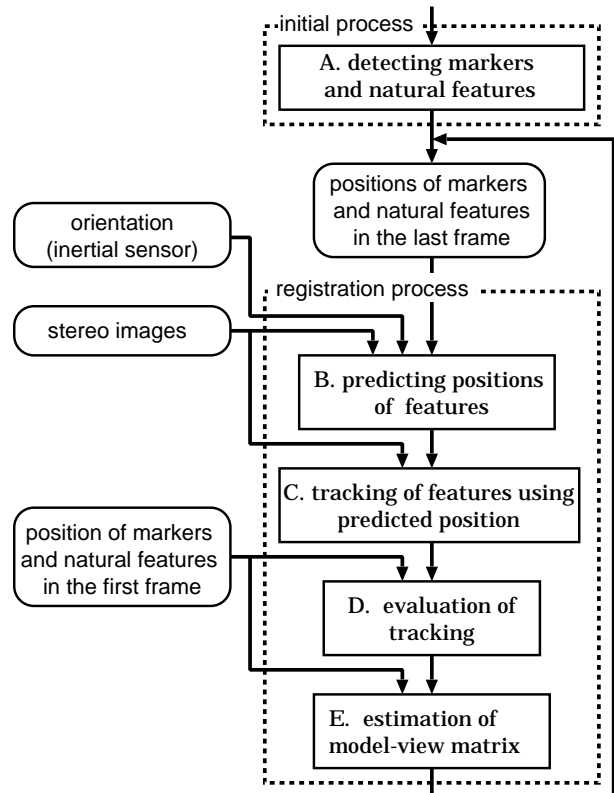 initial process
A. detecting markers
and natural features
positions of markers
and natural features
in the last frame
orientation
(inertial sensor)
registration process
stereo images
B. predicting positions
of features
C. tracking of features using
predicted position
position of markers
and natural features
in the first frame
D. evaluation of
tracking
E. estimation of
model-view matrix